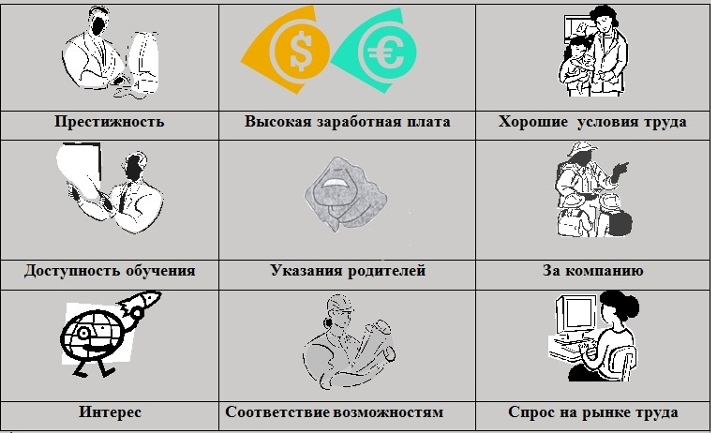 $ €
Престижность Высокая заработная плата Хорошие условия труда
Доступность обучения Указания родителей За компанию
Интерес Соответствие возможностям Спрос на рынке труда